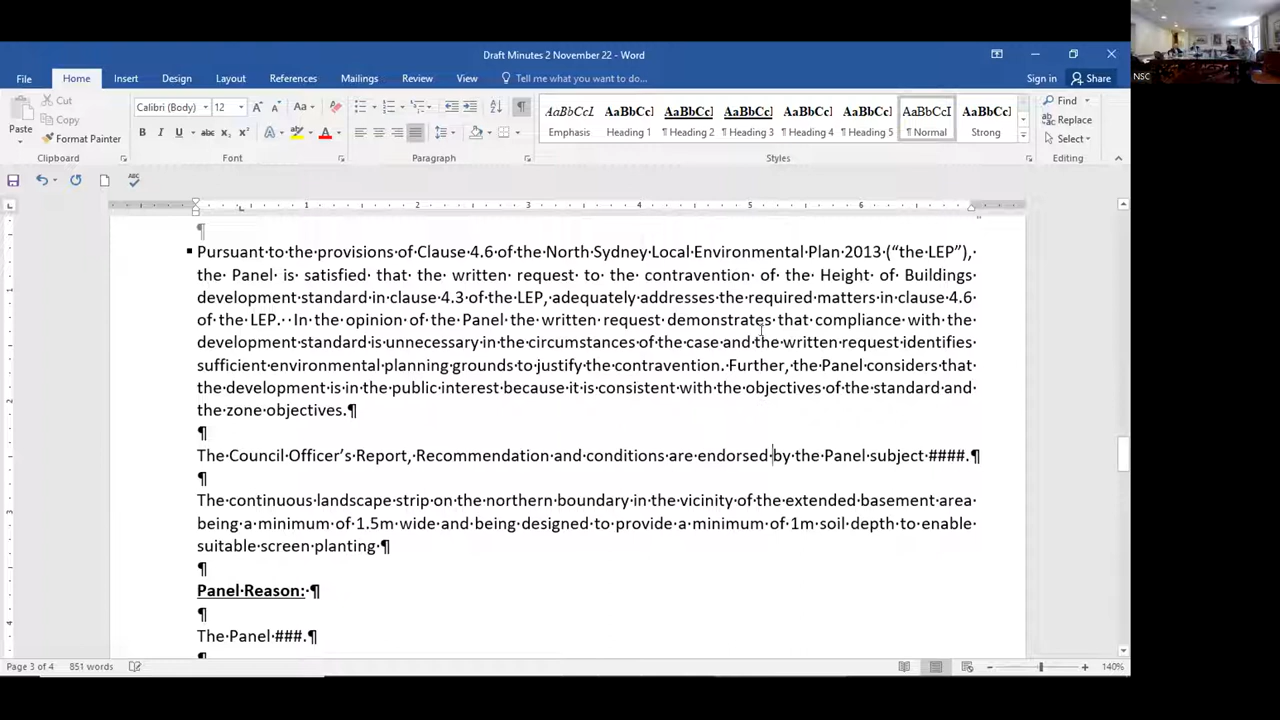 Draft Minutes 2 November 22 - Word
File Home Insert Design Layout References Mailings Review View Tell me what you want to do... Sign in Share
Cut
Copy
Paste
Format Painter
Calibri (Body) 12
AaBbCcI AaBbCcI AaBbCcI AaBbCcI AaBbCcI AaBbCcI AaBbCcI AaBbCcI
Emphasis Heading 1 ¶ Heading 2 ¶ Heading 3 ¶ Heading 4 ¶ Heading 5 ¶ Normal Strong
Find
Replace
Select
Clipboard Font Paragraph Styles Editing
NSC
1 2 3 4 5 6
¶
Pursuant·to·the·provisions·of·Clause·4.6·of·the·North·Sydney·Local·Environmental·Plan·2013·(“the·LEP”),·
the·Panel·is·satisfied·that·the·written·request·to·the·contravention·of·the·Height·of·Buildings·
development·standard·in·clause·4.3·of·the·LEP,·adequately·addresses·the·required·matters·in·clause·4.6·
of·the·LEP.··In·the·opinion·of·the·Panel·the·written·request·demonstrates·that·compliance·with·the·
development·standard·is·unnecessary·in·the·circumstances·of·the·case·and·the·written·request·identifies·
sufficient·environmental·planning·grounds·to·justify·the·contravention.·Further,·the·Panel·considers·that·
the·development·is·in·the·public·interest·because·it·is·consistent·with·the·objectives·of·the·standard·and·
the·zone·objectives.¶
¶
The·Council·Officer’s·Report,·Recommendation·and·conditions·are·endorsed·by·the·Panel·subject·####.¶
¶
The·continuous·landscape·strip·on·the·northern·boundary·in·the·vicinity·of·the·extended·basement·area·
being·a·minimum·of·1.5m·wide·and·being·designed·to·provide·a·minimum·of·1m·soil·depth·to·enable·
suitable·screen·planting·¶
¶
Panel·Reason:·¶
¶
The·Panel·###.¶
Page 3 of 4 851 words 140%